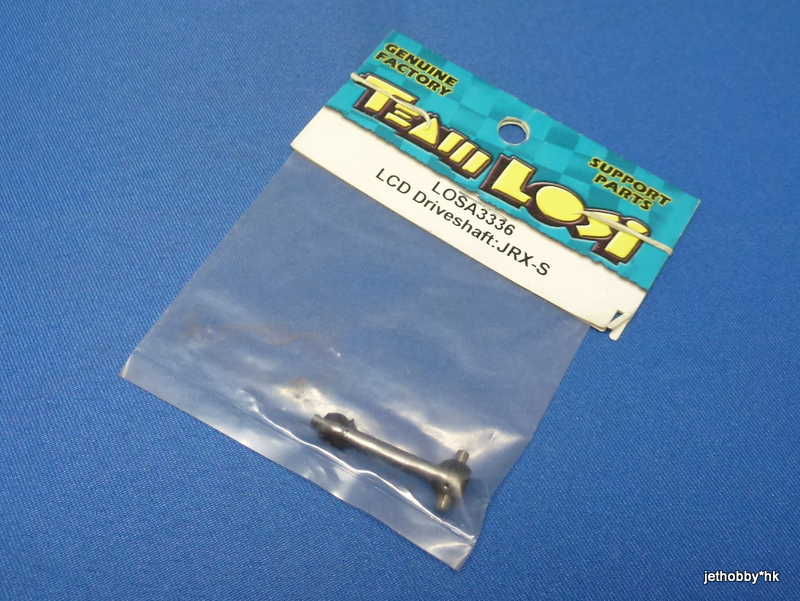 GENUINE
FACTORY
TEAM LOSI
SUPPORT
PARTS
LOSA3336
LCD Driveshaft:JRX-S
jethobby*hk